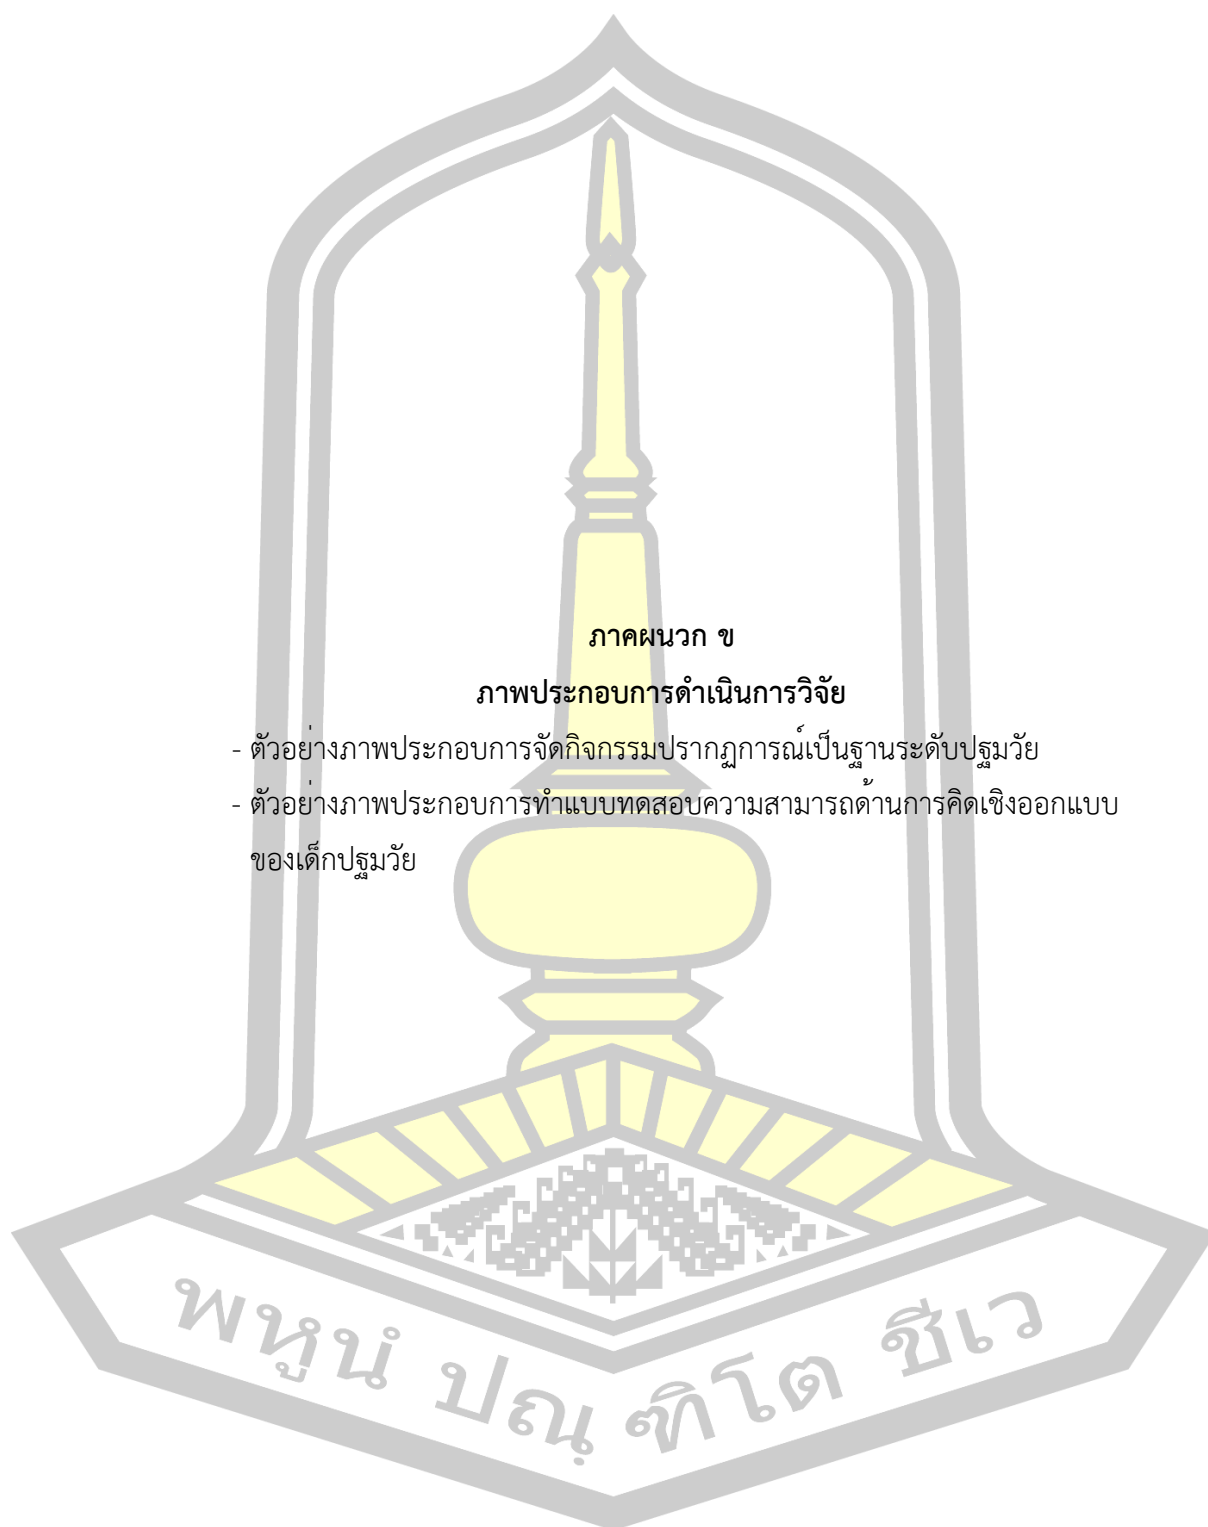 ภาคผนวก ข
ภาพประกอบการดำเนินการวิจัย
- ตัวอย่างภาพประกอบการจัดกิจกรรมปรากฏการณ์เป็นฐานระดับปฐมวัย
- ตัวอย่างภาพประกอบการทำแบบทดสอบความสามารถด้านการคิดเชิงออกแบบ
ของเด็กปฐมวัย
พหูนํ ปณฺฑิโต ชีเว